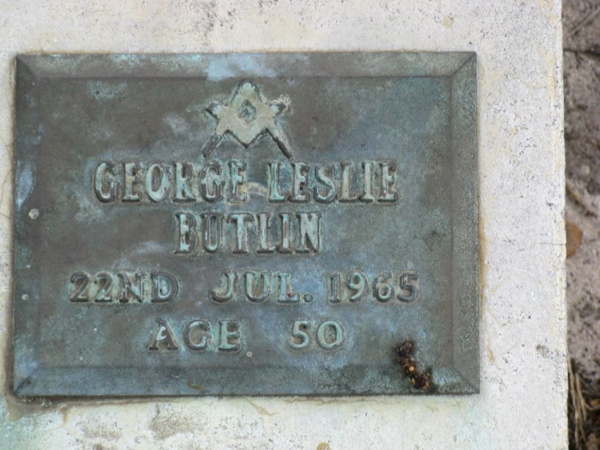 GEORGE LESLIE
BUTLIN
22ND JUL. 1965
AGE 50